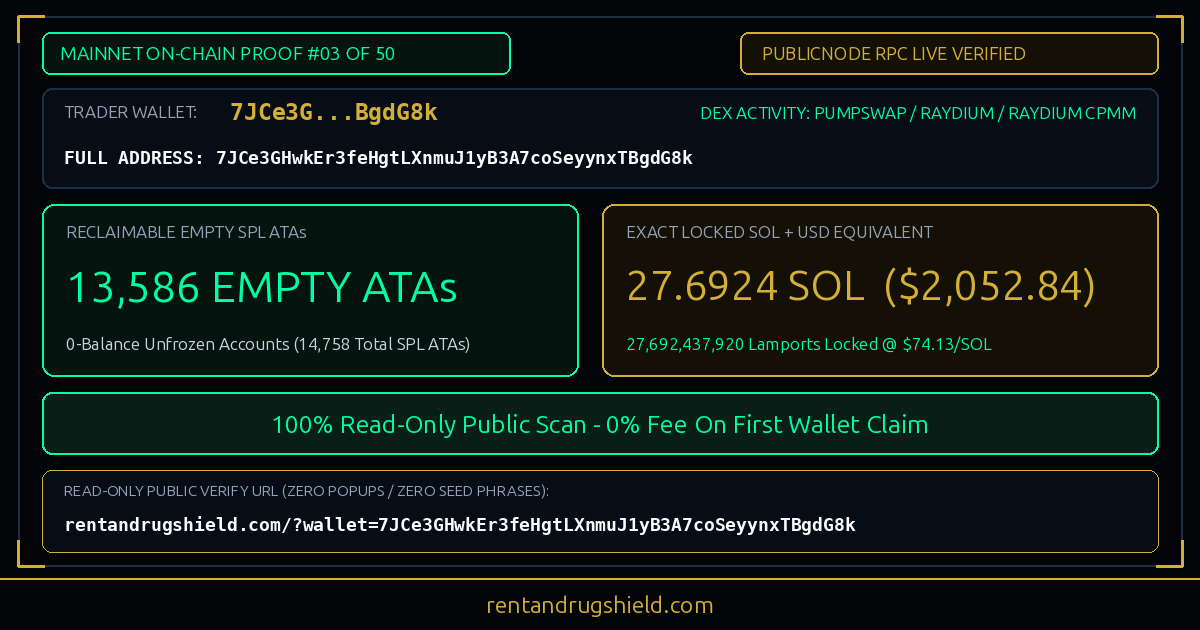 MAINNET ON-CHAIN PROOF #03 OF 50
PUBLICNODE RPC LIVE VERIFIED
TRADER WALLET: 7JCe3G...BgdG8k
DEX ACTIVITY: PUMPSWAP / RAYDIUM / RAYDIUM CPMM
FULL ADDRESS: 7JCe3GHwkEr3feHgtLXnmuJ1yB3A7coSeyynxTBgdG8k
RECLAIMABLE EMPTY SPL ATAs
13,586 EMPTY ATAs
0-Balance Unfrozen Accounts (14,758 Total SPL ATAs)
EXACT LOCKED SOL + USD EQUIVALENT
27.6924 SOL ($2,052.84)
27,692,437,920 Lamports Locked @ $74.13/SOL
100% Read-Only Public Scan - 0% Fee On First Wallet Claim
READ-ONLY PUBLIC VERIFY URL (ZERO POPUPS / ZERO SEED PHRASES):
rentandrugshield.com/?wallet=7JCe3GHwkEr3feHgtLXnmuJ1yB3A7coSeyynxTBgdG8k
rentandrugshield.com